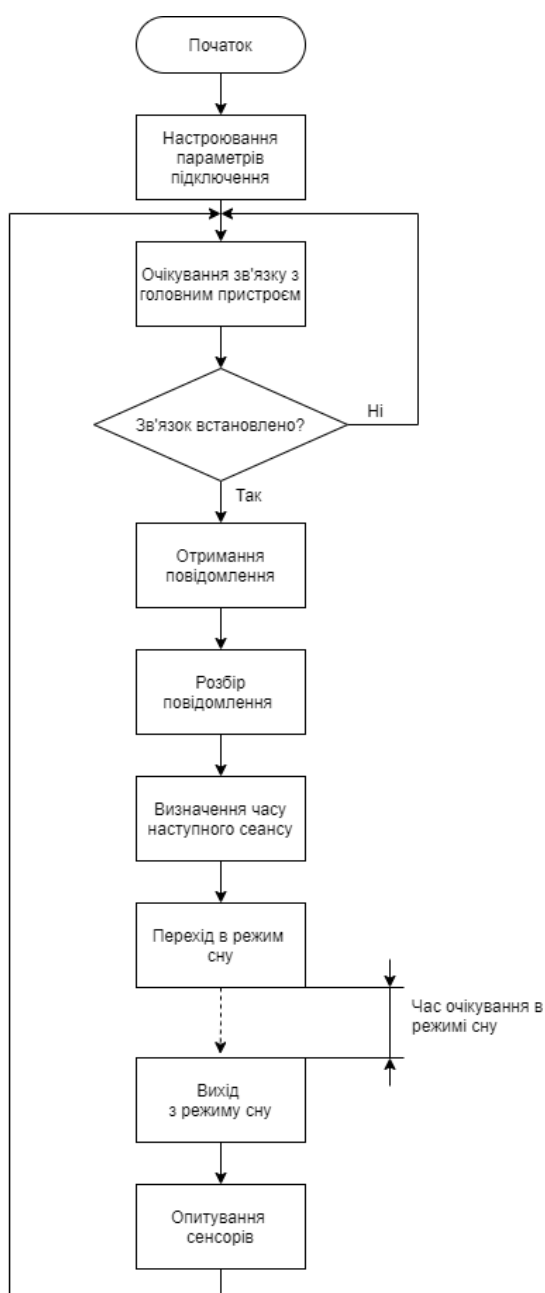 Початок
Настроювання
параметрів
підключення
Очікування зв'язку з
головним пристроєм
Зв'язок встановлено?
Ні
Так
Отримання
повідомлення
Розбір
повідомлення
Визначення часу
наступного сеансу
Перехід в режим
сну
Час очікування в
режимі сну
Вихід
з режиму сну
Опитування
сенсорів